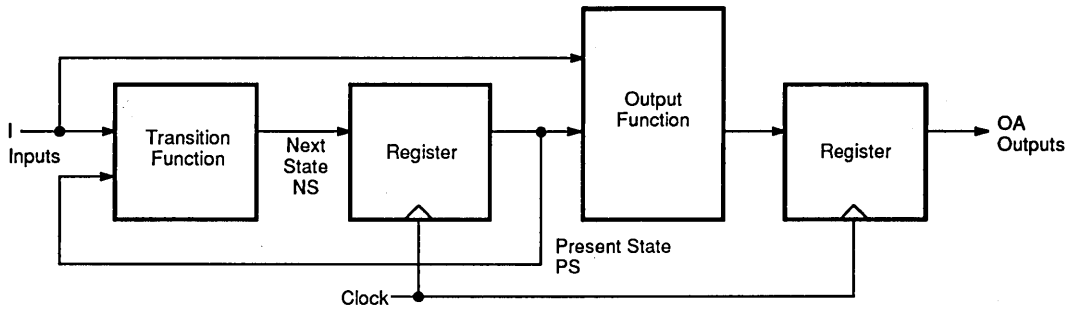 I
Inputs
Transition
Function
Next
State
NS
Register
Output
Function
Register
OA
Outputs
Present State
PS
Clock